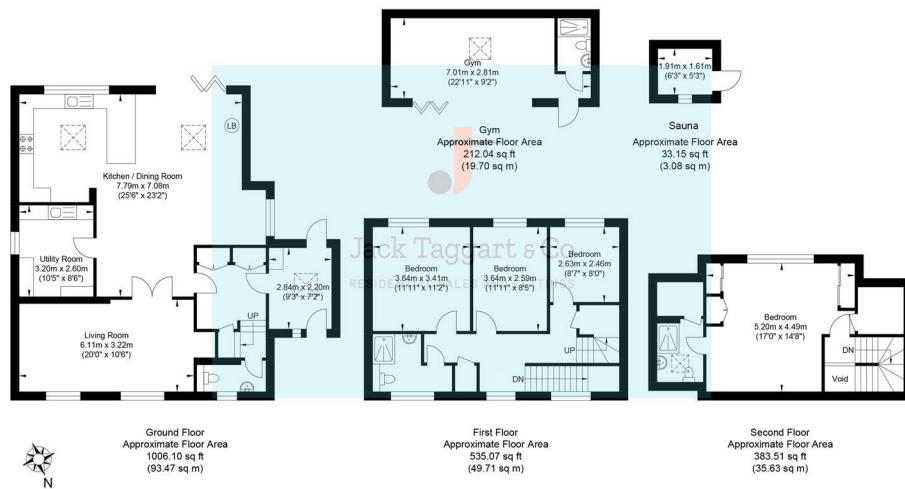 Gym
7.01m x 2.81m
(22'11" x 9'2")
1.91m x 1.61m
(6'3" x 5'3")
LB
Gym
Approximate Floor Area
212.04 sq ft
(19.70 sq m)
Sauna
Approximate Floor Area
33.15 sq ft
(3.08 sq m)
Kitchen / Dining Room
7.79m x 7.08m
(25'6" x 23'2")
Utility Room
3.20m x 2.60m
(10'5" x 8'6")
2.84m x 2.20m
(9'3" x 7'2")
UP
Living Room
6.11m x 3.22m
(20'0" x 10'6")
Jack Taggart & Co
RESIDENTIAL SALES AND LETTINGS
Bedroom
3.64m x 3.41m
(11'11" x 11'2")
Bedroom
3.64m x 2.59m
(11'11" x 8'5")
Bedroom
2.63m x 2.46m
(8'7" x 8'0")
UP
DN
Bedroom
5.20m x 4.49m
(17'0" x 14'8")
DN
Void
Ground Floor
Approximate Floor Area
1006.10 sq ft
(93.47 sq m)
First Floor
Approximate Floor Area
535.07 sq ft
(49.71 sq m)
Second Floor
Approximate Floor Area
383.51 sq ft
(35.63 sq m)
N